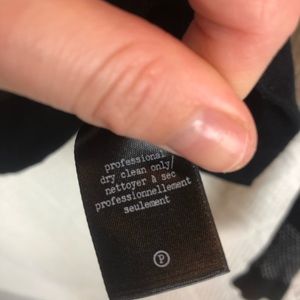 professional
dry clean only/
nettoyer à sec
professionnellement
seulement
P